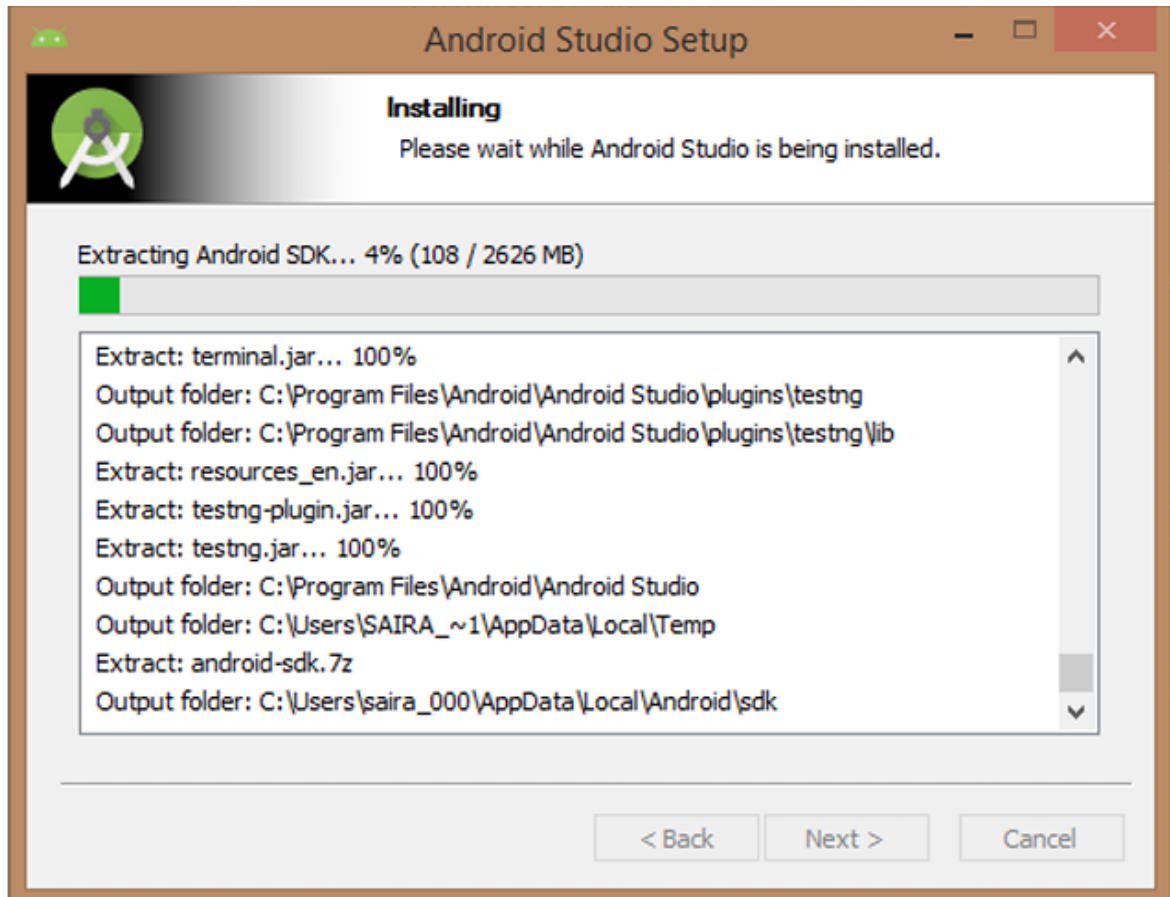 Android Studio Setup
Installing
Please wait while Android Studio is being installed.
Extracting Android SDK... 4% (108 / 2626 MB)
Extract: terminal.jar... 100%
Output folder: C:\Program Files\Android\Android Studio\plugins\testng
Output folder: C:\Program Files\Android\Android Studio\plugins\testng\lib
Extract: resources_en.jar... 100%
Extract: testng-plugin.jar... 100%
Extract: testng.jar... 100%
Output folder: C:\Program Files\Android\Android Studio
Output folder: C:\Users\SAIRA_~1\AppData\Local\Temp
Extract: android-sdk.7z
Output folder: C:\Users\saira_000\AppData\Local\Android\sdk
< Back Next > Cancel